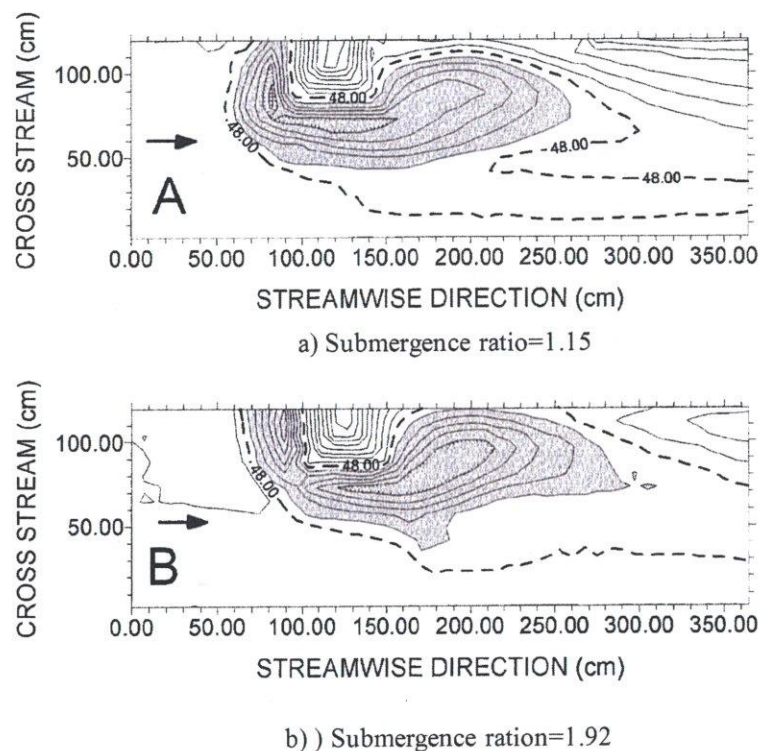 100.00
50.00
CROSS STREAM (cm)
48.00
48.00
48.00
48.00
A
0.00 50.00 100.00 150.00 200.00 250.00 300.00 350.00
STREAMWISE DIRECTION (cm)
a) Submergence ratio=1.15
100.00
50.00
CROSS STREAM (cm)
48.00
48.00
B
0.00 50.00 100.00 150.00 200.00 250.00 300.00 350.00
STREAMWISE DIRECTION (cm)
b) ) Submergence ration=1.92